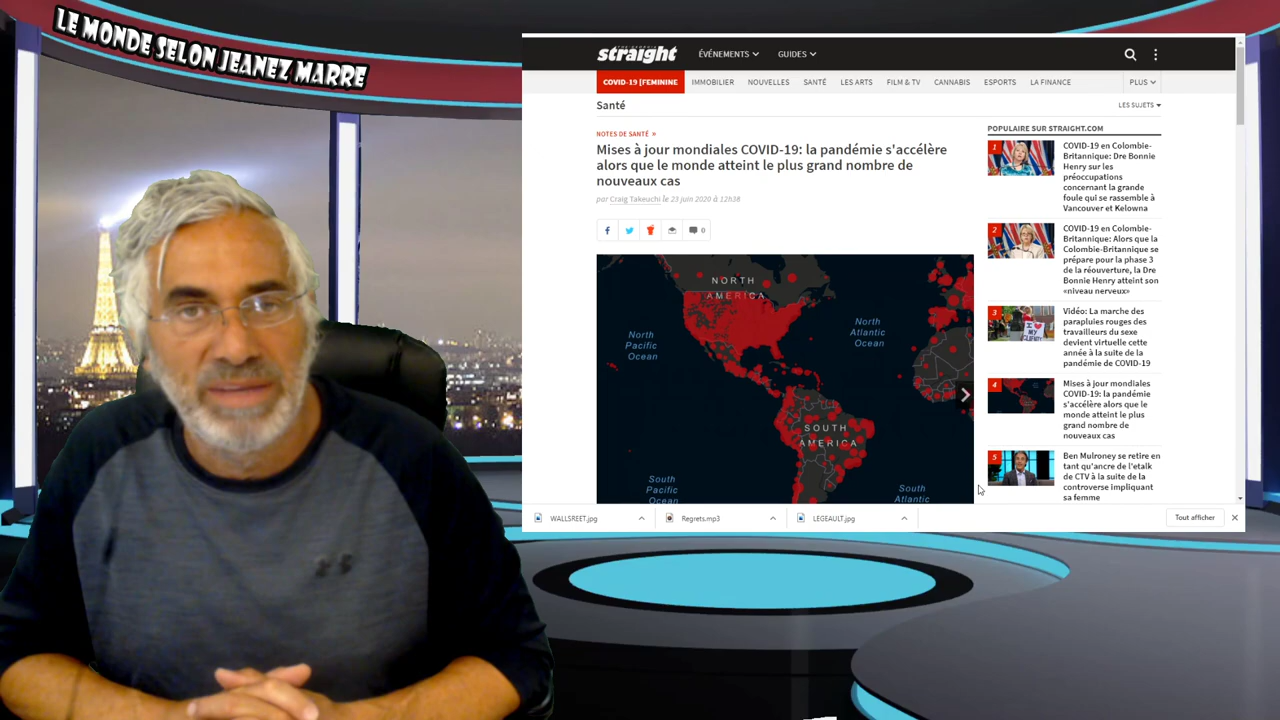 LE MONDE SELON JEANEZ MARRE
straight
ÉVÉNEMENTS
GUIDES
COVID-19 [FEMININE
IMMOBILIER
NOUVELLES
SANTÉ
LES ARTS
FILM & TV
CANNABIS
ESPORTS
LA FINANCE
PLUS
Santé
LES SUJETS
NOTES DE SANTÉ »
Mises à jour mondiales COVID-19: la pandémie s'accélère
alors que le monde atteint le plus grand nombre de
nouveaux cas
par Craig Takeuchi le 23 juin 2020 à 12h38
0
NORTH
AMERICA
North
Pacific
Ocean
North
Atlantic
Ocean
SOUTH
AMERICA
South
Pacific
Ocean
South
Atlantic
POPULAIRE SUR STRAIGHT.COM
1
COVID-19 en Colombie-
Britannique: Dre Bonnie
Henry sur les
préoccupations
concernant la grande
foule qui se rassemble à
Vancouver et Kelowna
2
COVID-19 en Colombie-
Britannique: Alors que la
Colombie-Britannique se
prépare pour la phase 3
de la réouverture, la Dre
Bonnie Henry atteint son
«niveau nerveux»
3
I
MY
CLIENT
Vidéo: La marche des
parapluies rouges des
travailleurs du sexe
devient virtuelle cette
année à la suite de la
pandémie de COVID-19
4
Mises à jour mondiales
COVID-19: la pandémie
s'accélère alors que le
monde atteint le plus
grand nombre de
nouveaux cas
5
Ben Mulroney se retire en
tant qu'ancre de l'etalk
de CTV à la suite de la
controverse impliquant
sa femme
WALLSREET.jpg
Regrets.mp3
LEGEAULT.jpg
Tout afficher